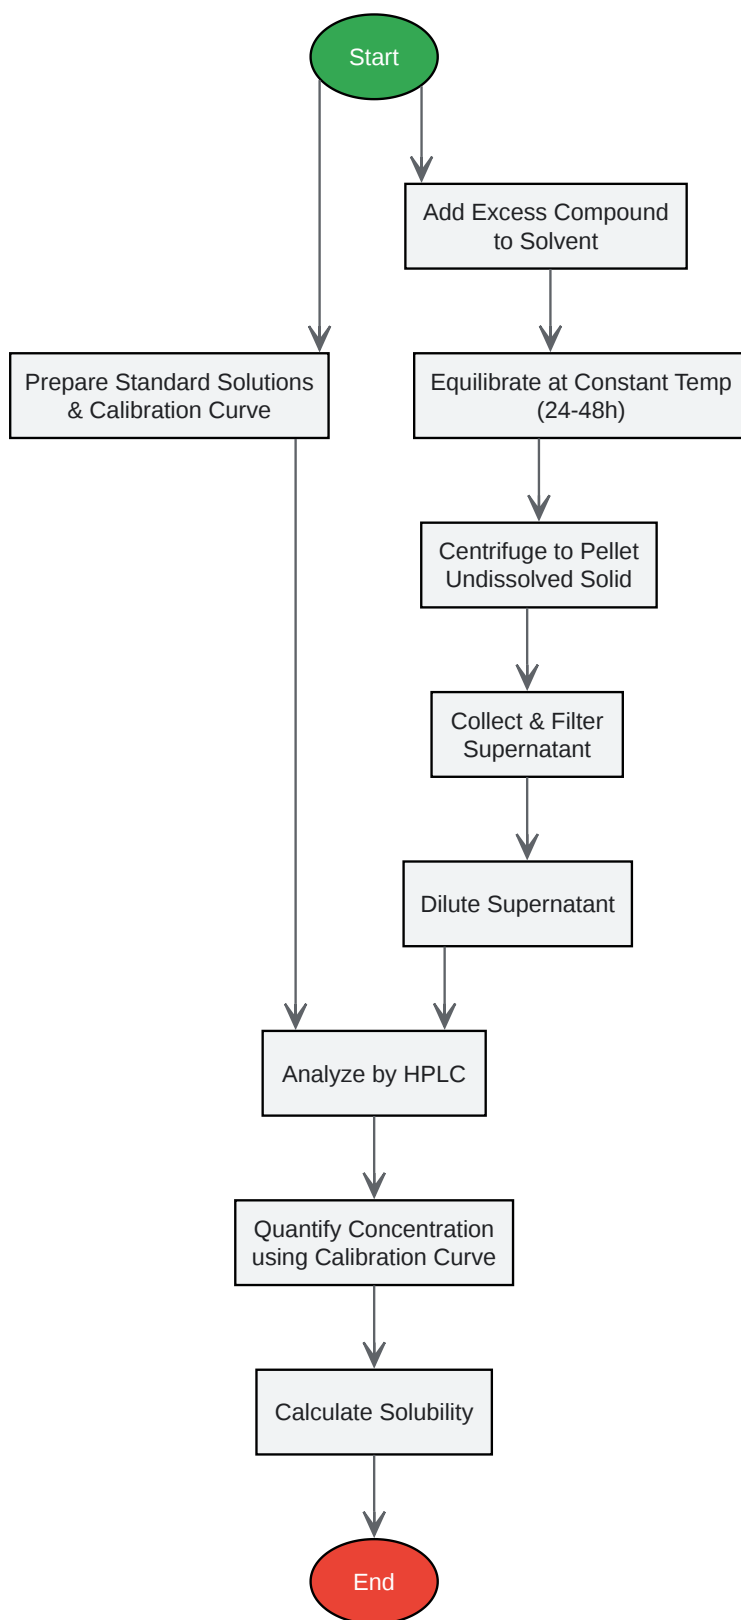 Start
Add Excess Compound
to Solvent
Prepare Standard Solutions
& Calibration Curve
Equilibrate at Constant Temp
(24-48h)
Centrifuge to Pellet
Undissolved Solid
Collect & Filter
Supernatant
Dilute Supernatant
Analyze by HPLC
Quantify Concentration
using Calibration Curve
Calculate Solubility
End